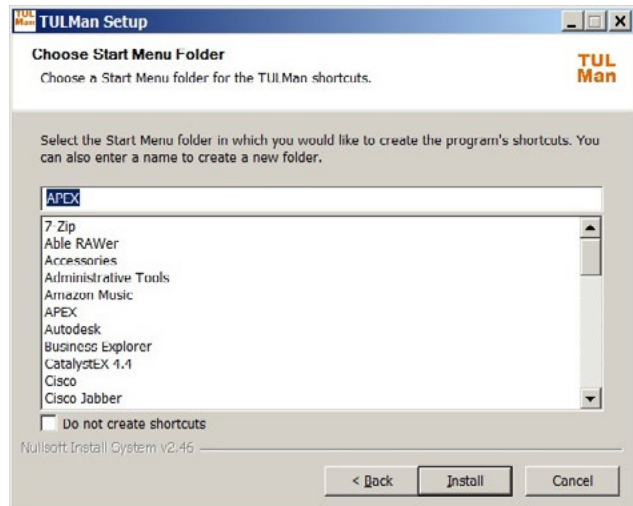 TUL Man TULMan Setup
Choose Start Menu Folder
Choose a Start Menu folder for the TULMan shortcuts.
TUL
Man
Select the Start Menu folder in which you would like to create the program's shortcuts. You
can also enter a name to create a new folder.
APEX
7-Zip
Able RAWer
Accessories
Administrative Tools
Amazon Music
APEX
Autodesk
Business Explorer
CatalystEX 4.4
Cisco
Cisco Jabber
Do not create shortcuts
Nullsoft Install System v2.46
< Back Install Cancel